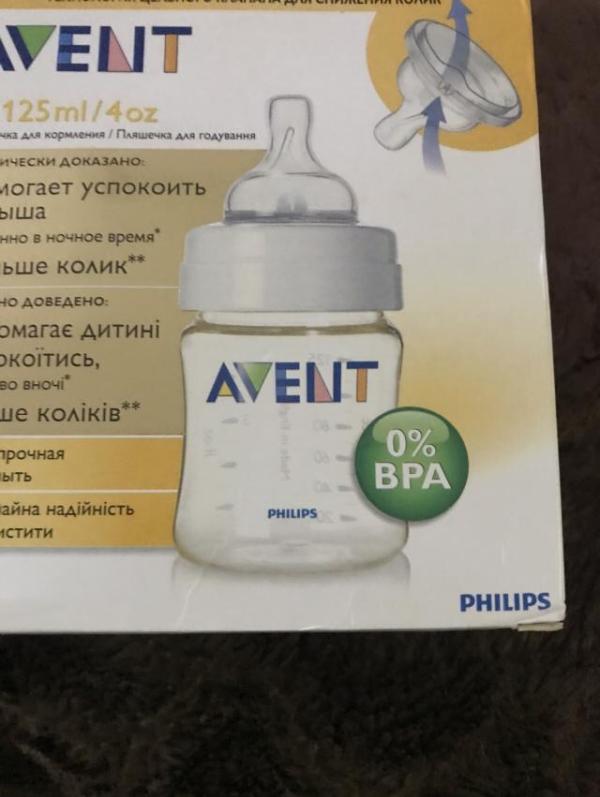 AVENT
125ml/4oz
чка для кормления / Пляшечка для годування
ически доказано:
могает успокоить
ыша
нно в ночное время*
ьше колик**
но доведено:
омагає дитині
окоїтись,
во вночі*
ше коліків**
прочная
ыть
айна надійність
истити
AVENT
PHILIPS
0%
BPA
PHILIPS